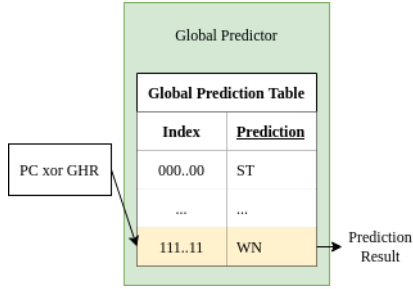 Global Predictor
Global Prediction Table
Index Prediction
PC xor GHR
000..00 ST
... ...
111..11 WN
Prediction
Result